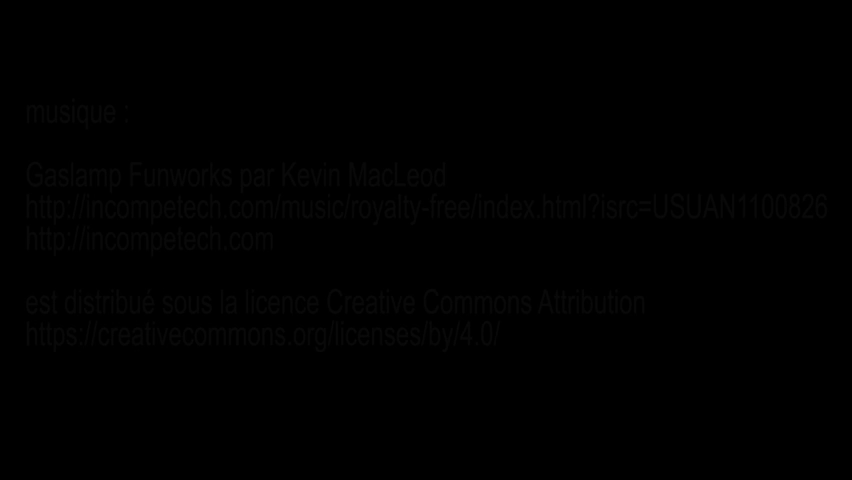 musique :
Gaslamp Funworks par Kevin MacLeod
http://incompetech.com/music/royalty-free/index.html?isrc=USUAN1100826
http://incompetech.com
est distribué sous la licence Creative Commons Attribution
https://creativecommons.org/licenses/by/4.0/